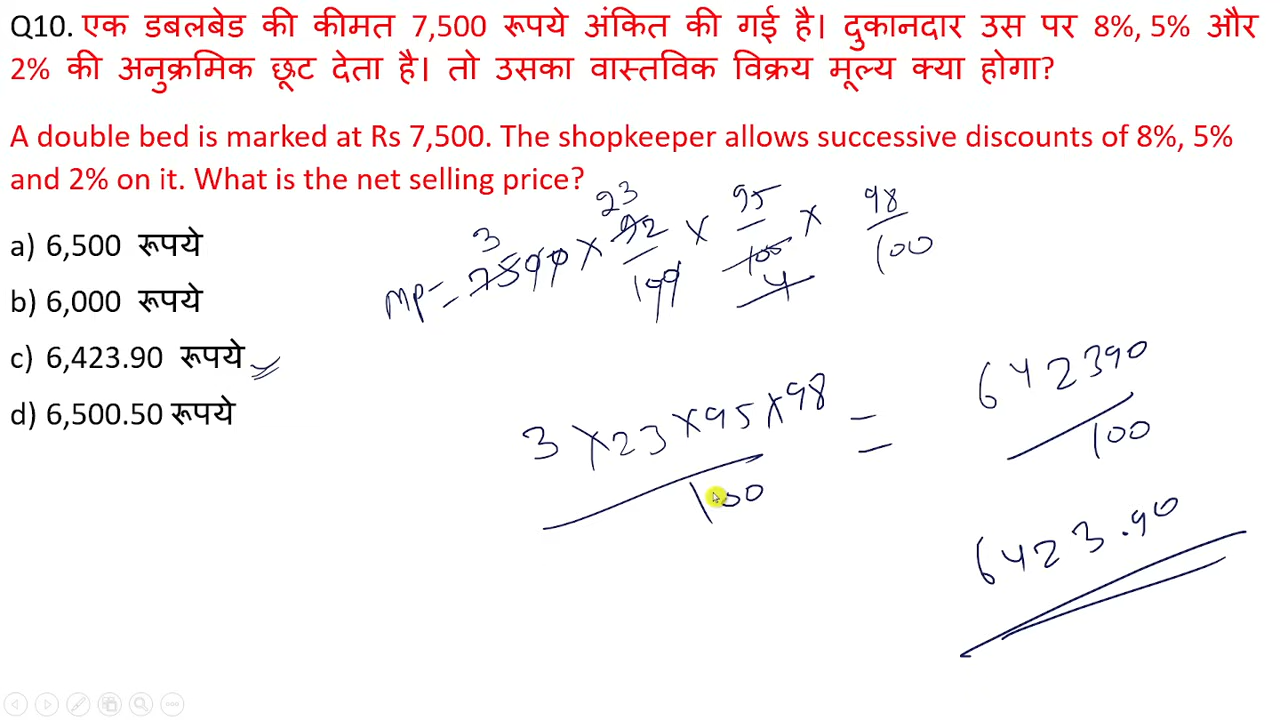 Q10. एक डबलबेड की कीमत 7,500 रूपये अंकित की गई है। दुकानदार उस पर 8%, 5% और
2% की अनुक्रमिक छूट देता है। तो उसका वास्तविक विक्रय मूल्य क्या होगा?
A double bed is marked at Rs 7,500. The shopkeeper allows successive discounts of 8%, 5%
and 2% on it. What is the net selling price?
a) 6,500 रूपये
b) 6,000 रूपये
c) 6,423.90 रूपये
d) 6,500.50 रूपये
3 23 95 98
MP= 7500 × 92 × × 
100 100 100
4
3 × 23 × 95 × 98 = 642390
100 100
6423.90